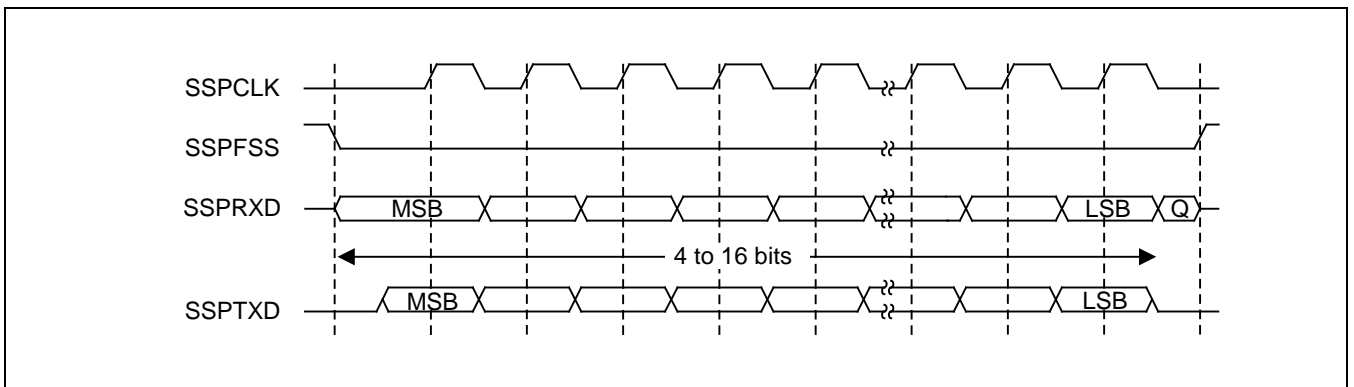 SSPCLK
SSPFSS
SSPRXD MSB LSB Q
4 to 16 bits
SSPTXD MSB LSB